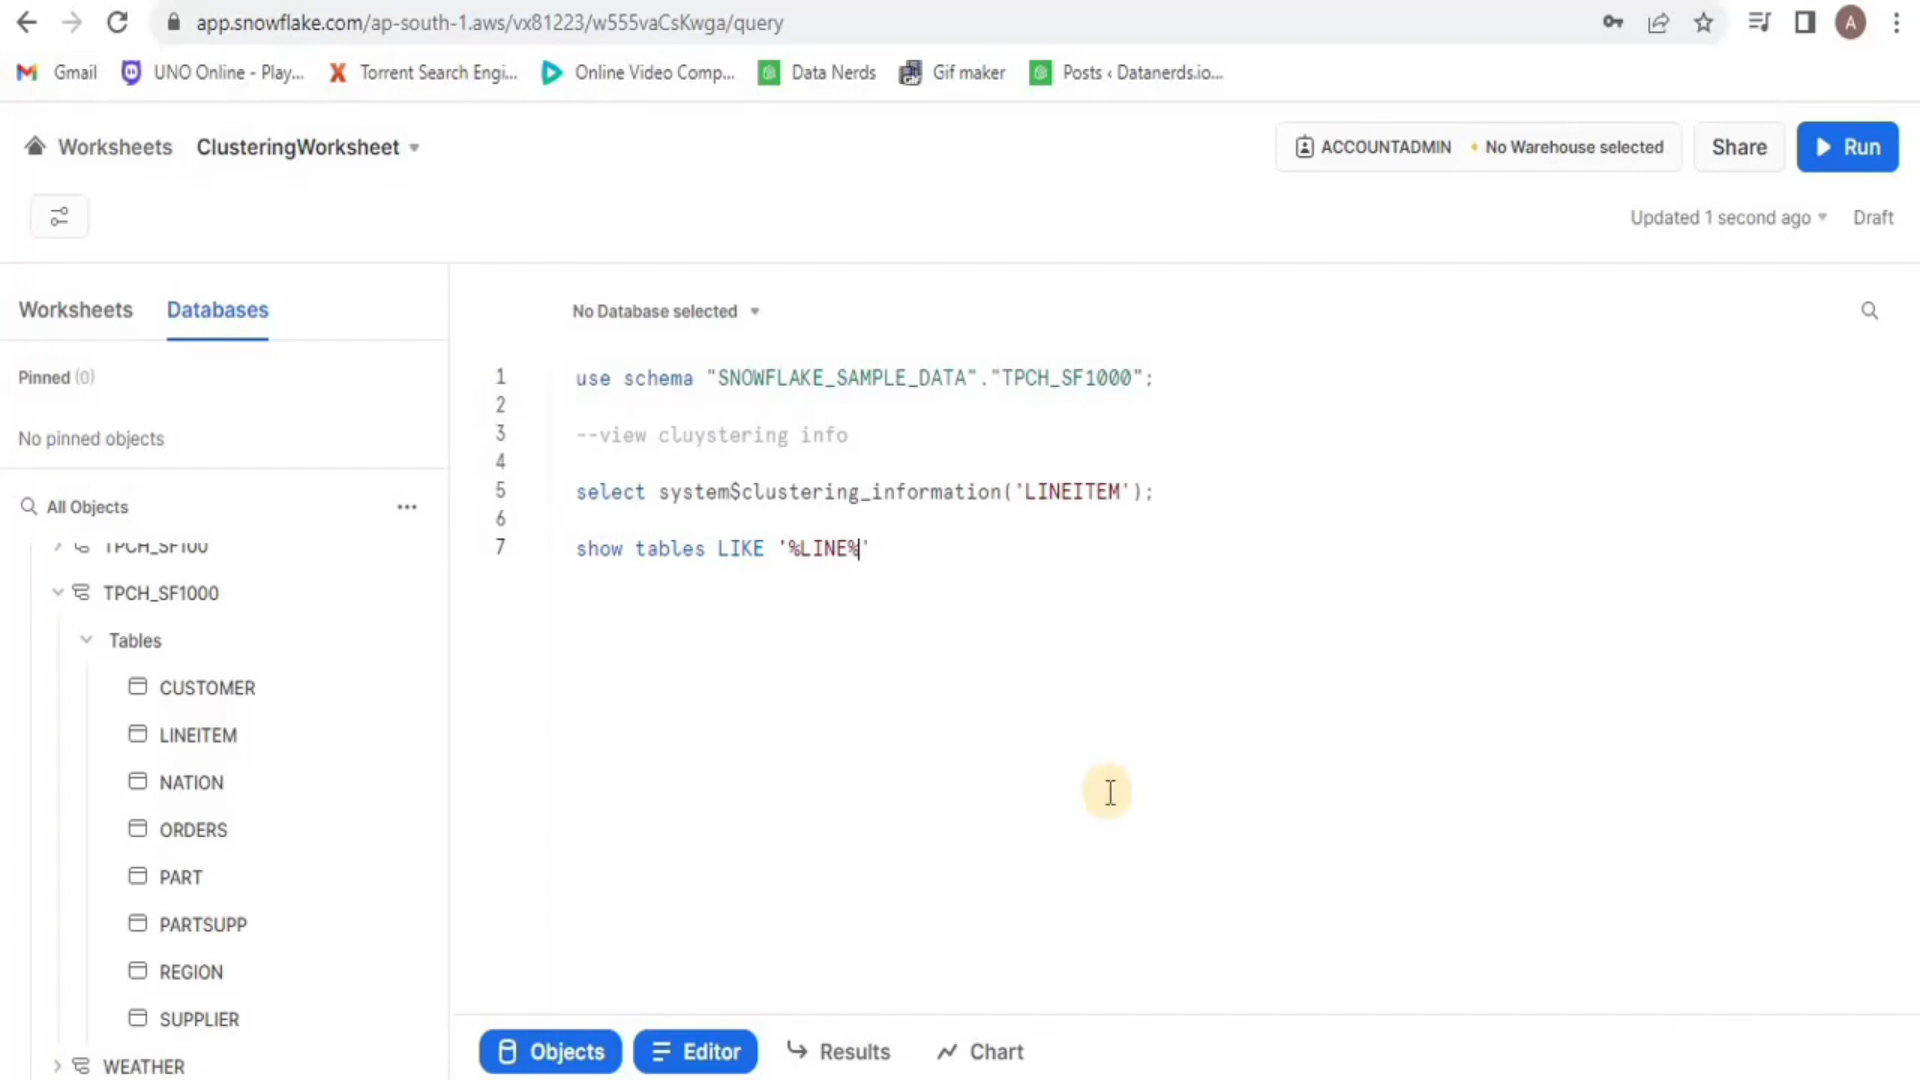 app.snowflake.com/ap-south-1.aws/vx81223/w555vaCsKwga/query
A
Gmail
UNO Online - Play...
Torrent Search Engi...
Online Video Comp...
Data Nerds
Gif maker
Posts ‹ Datanerds.io...
Worksheets
ClusteringWorksheet
ACCOUNTADMIN
No Warehouse selected
Share
Run
Updated 1 second ago
Draft
Worksheets
Databases
Pinned (0)
No pinned objects
All Objects
TPCH_SF100
TPCH_SF1000
Tables
CUSTOMER
LINEITEM
NATION
ORDERS
PART
PARTSUPP
REGION
SUPPLIER
WEATHER
No Database selected
1 use schema "SNOWFLAKE_SAMPLE_DATA"."TPCH_SF1000";
2
3 --view cluystering info
4
5 select system$clustering_information('LINEITEM');
6
7 show tables LIKE '%LINE%'
Objects
Editor
Results
Chart